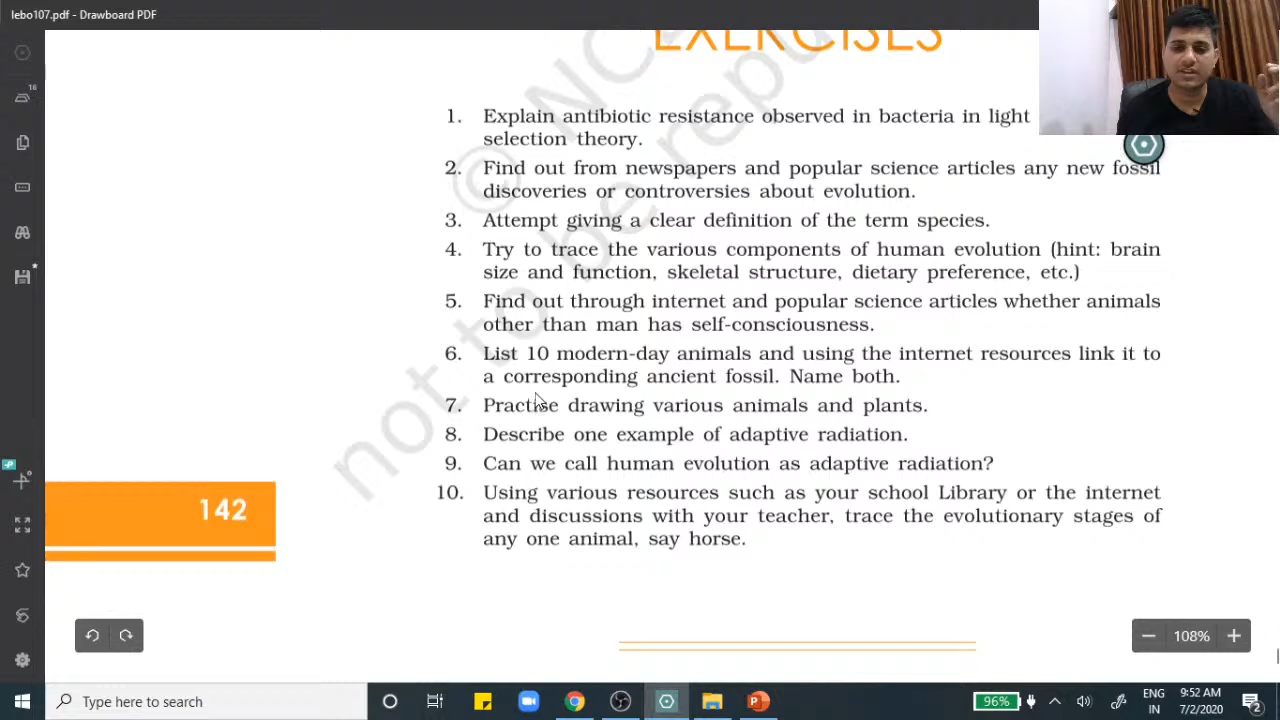 lebo107.pdf - Drawboard PDF
EXERCISES
1. Explain antibiotic resistance observed in bacteria in light
selection theory.
2. Find out from newspapers and popular science articles any new fossil
discoveries or controversies about evolution.
3. Attempt giving a clear definition of the term species.
4. Try to trace the various components of human evolution (hint: brain
size and function, skeletal structure, dietary preference, etc.)
5. Find out through internet and popular science articles whether animals
other than man has self-consciousness.
6. List 10 modern-day animals and using the internet resources link it to
a corresponding ancient fossil. Name both.
7. Practise drawing various animals and plants.
8. Describe one example of adaptive radiation.
9. Can we call human evolution as adaptive radiation?
10. Using various resources such as your school Library or the internet
and discussions with your teacher, trace the evolutionary stages of
any one animal, say horse.
© NC
not to be repu
18
142
108%
Type here to search
96%
ENG
IN
9:52 AM
7/2/2020
2